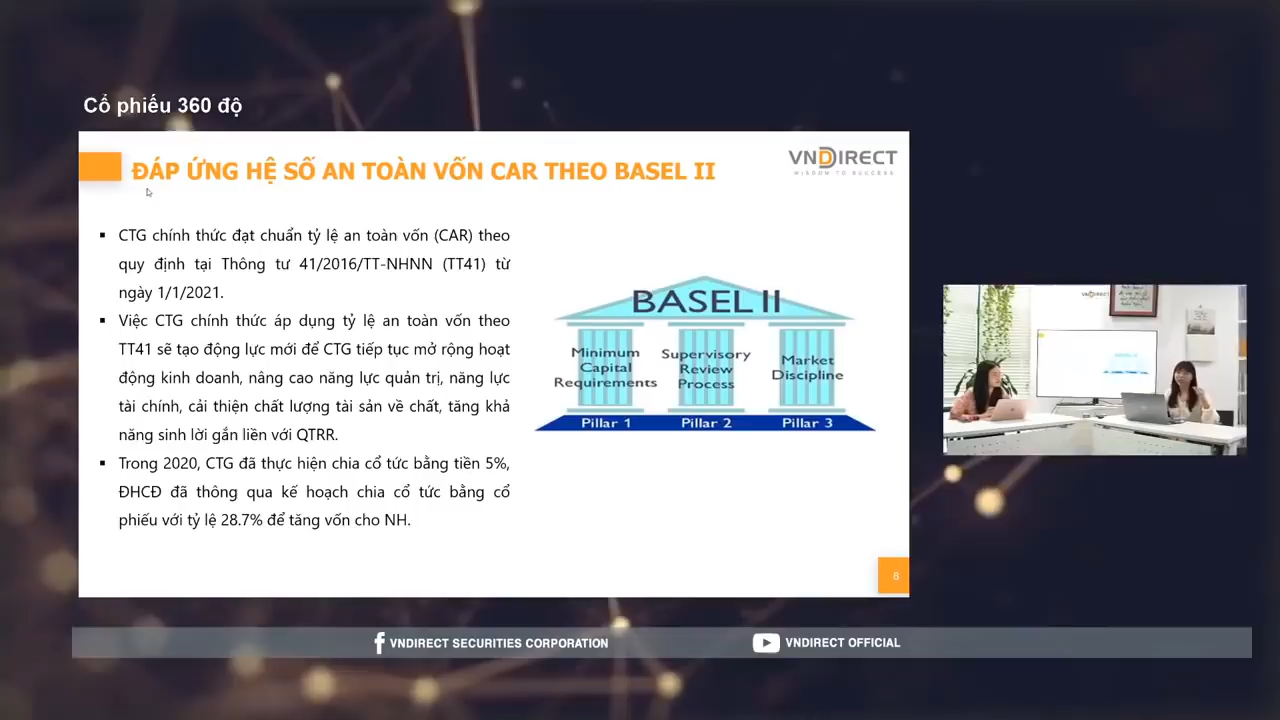 Cổ phiếu 360 độ
ĐÁP ỨNG HỆ SỐ AN TOÀN VỐN CAR THEO BASEL II
VNDIRECT
WISDOM TO SUCCESS
▪ CTG chính thức đạt chuẩn tỷ lệ an toàn vốn (CAR) theo
quy định tại Thông tư 41/2016/TT-NHNN (TT41) từ
ngày 1/1/2021.
▪ Việc CTG chính thức áp dụng tỷ lệ an toàn vốn theo
TT41 sẽ tạo động lực mới để CTG tiếp tục mở rộng hoạt
động kinh doanh, nâng cao năng lực quản trị, năng lực
tài chính, cải thiện chất lượng tài sản về chất, tăng khả
năng sinh lời gắn liền với QTRR.
▪ Trong 2020, CTG đã thực hiện chia cổ tức bằng tiền 5%,
ĐHCĐ đã thông qua kế hoạch chia cổ tức bằng cổ
phiếu với tỷ lệ 28.7% để tăng vốn cho NH.
BASEL II
Minimum
Capital
Requirements
Pillar 1
Supervisory
Review
Process
Pillar 2
Market
Discipline
Pillar 3
8
VNDIRECT
VNDIRECT SECURITIES CORPORATION
VNDIRECT OFFICIAL